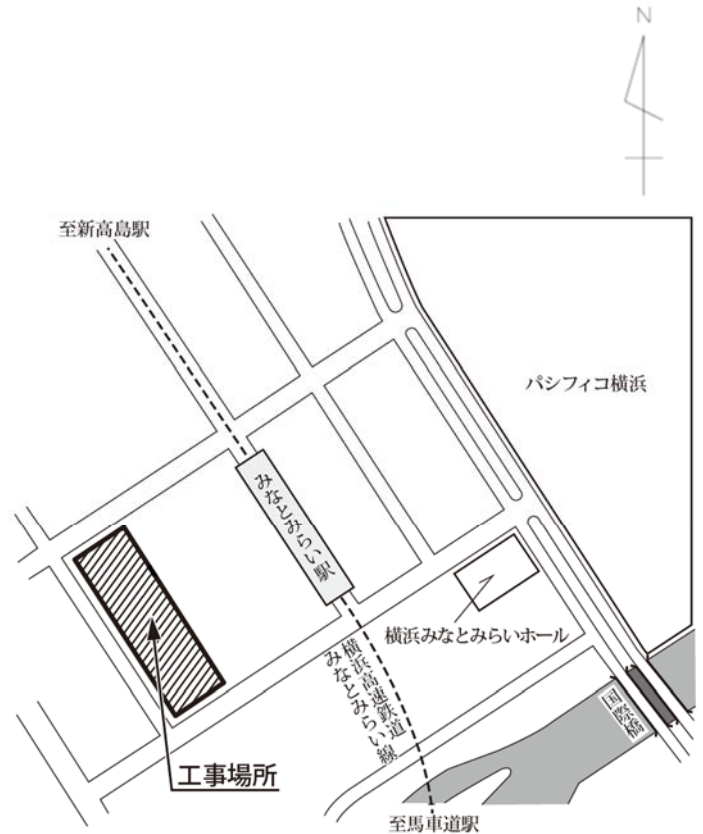 N
至新高島駅
パシフィコ横浜
みなとみらい駅
横浜みなとみらいホール
横浜高速鉄道
みなとみらい線
国際橋
工事場所
至馬車道駅